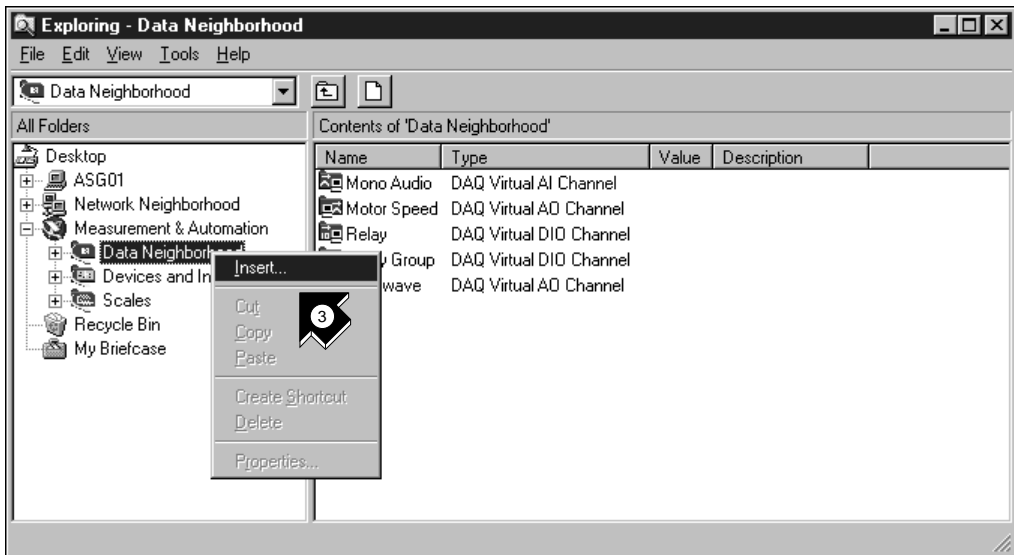 Exploring - Data Neighborhood
File Edit View Tools Help
Data Neighborhood
All Folders
Contents of 'Data Neighborhood'
Name Type Value Description
Desktop
ASG01
Network Neighborhood
Measurement & Automation
Data Neighborhood
Devices and In
Scales
Recycle Bin
My Briefcase
Mono Audio DAQ Virtual AI Channel
Motor Speed DAQ Virtual AO Channel
Relay DAQ Virtual DIO Channel
y Group DAQ Virtual DIO Channel
wave DAQ Virtual AO Channel
Insert...
Cut
Copy
Paste
Create Shortcut
Delete
Properties...
3